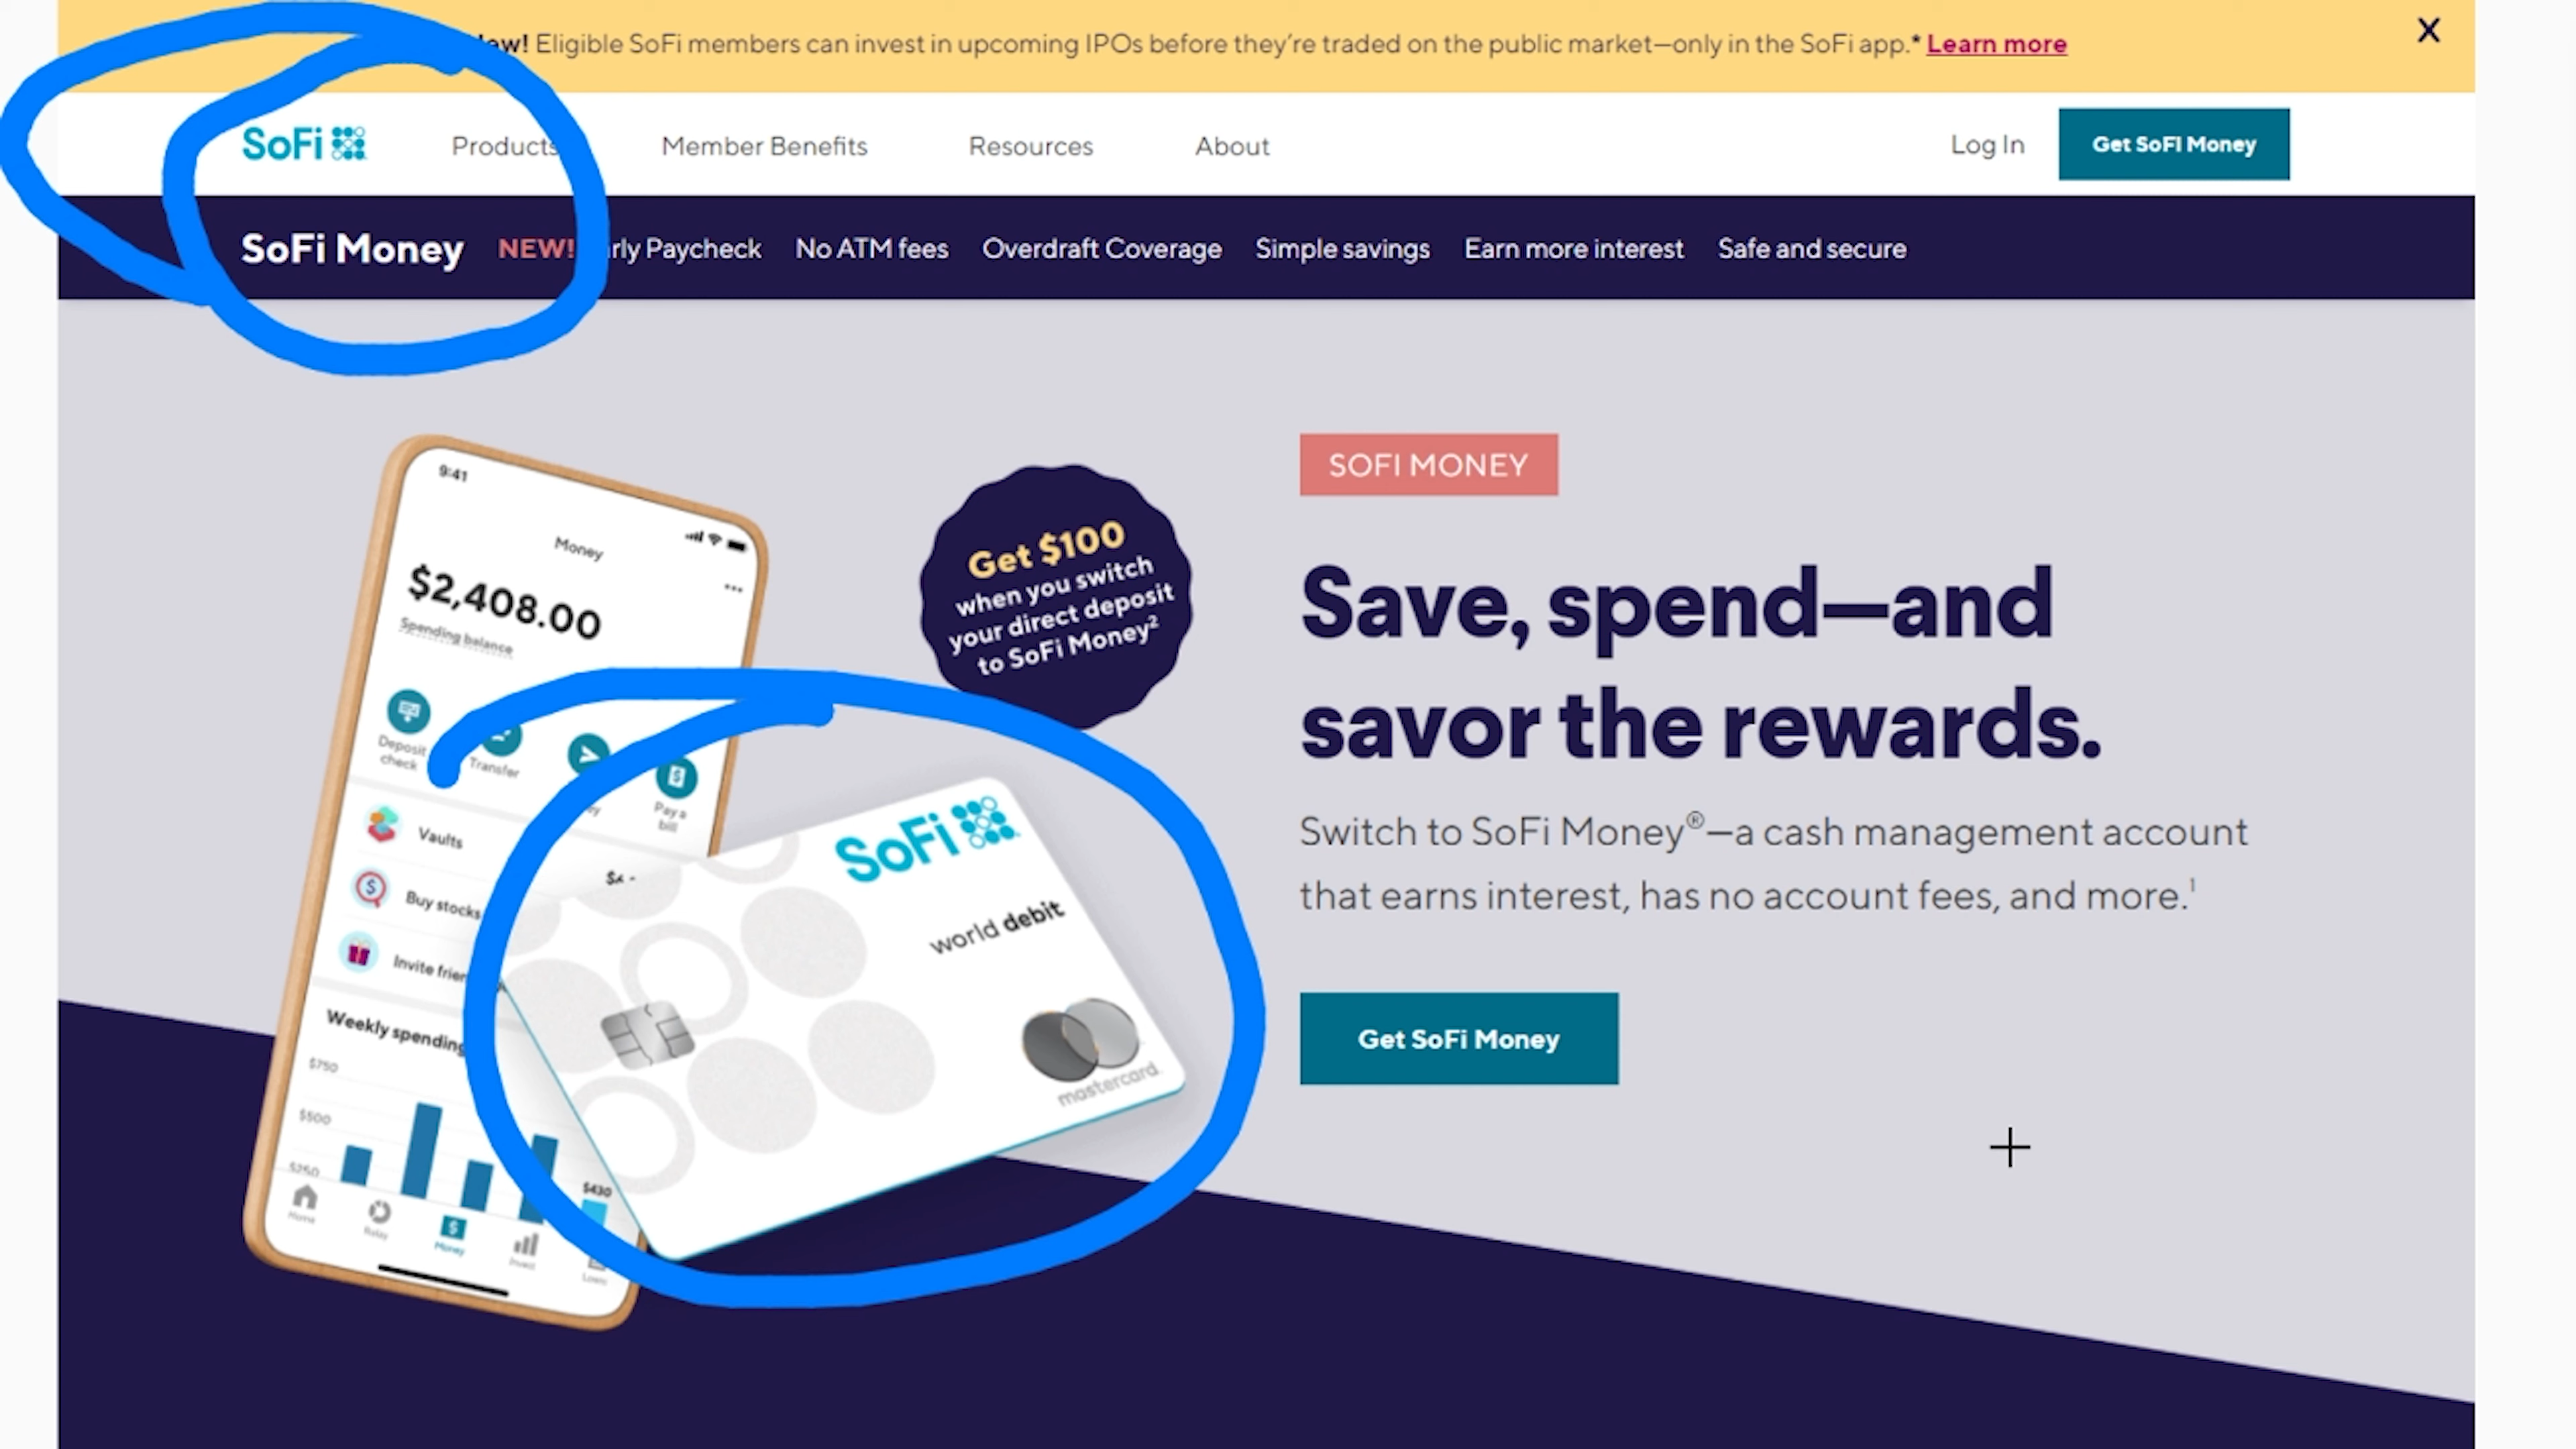 Eligible SoFi members can invest in upcoming IPOs before they're traded on the public market—only in the SoFi app.* Learn more
X
SoFi
Products
Member Benefits
Resources
About
Log In
Get SoFi Money
SoFi Money
NEW!
Paycheck
No ATM fees
Overdraft Coverage
Simple savings
Earn more interest
Safe and secure
9:41
Money
$2,408.00
Spending balance
Deposit
check
Transfer
Pay a
bill
Vaults
Buy stocks
Invite
Weekly spending
$750
$500
$250
$430
Home
Relay
Money
Invest
Get $100
when you switch
your direct deposit
to SoFi Money²
SoFi
world debit
mastercard.
SOFI MONEY
Save, spend—and
savor the rewards.
Switch to SoFi Money®—a cash management account
that earns interest, has no account fees, and more.¹
Get SoFi Money